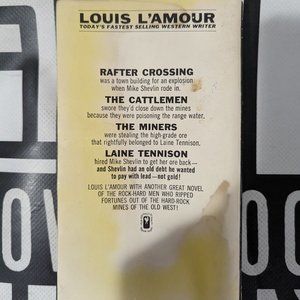 LOUIS L'AMOUR
TODAY'S FASTEST SELLING WESTERN WRITER
RAFTER CROSSING
was a town building for an explosion
when Mike Shevlin rode in.
THE CATTLEMEN
swore they'd close down the mines
because they were poisoning the range water.
THE MINERS
were stealing the high-grade ore
that rightfully belonged to Laine Tennison.
LAINE TENNISON
hired Mike Shevlin to get her ore back—
and Shevlin had an old debt he wanted
to pay with lead—not gold!
LOUIS L'AMOUR WITH ANOTHER GREAT NOVEL
OF THE ROCK-HARD MEN WHO RIPPED
FORTUNES OUT OF THE HARD-ROCK
MINES OF THE OLD WEST!